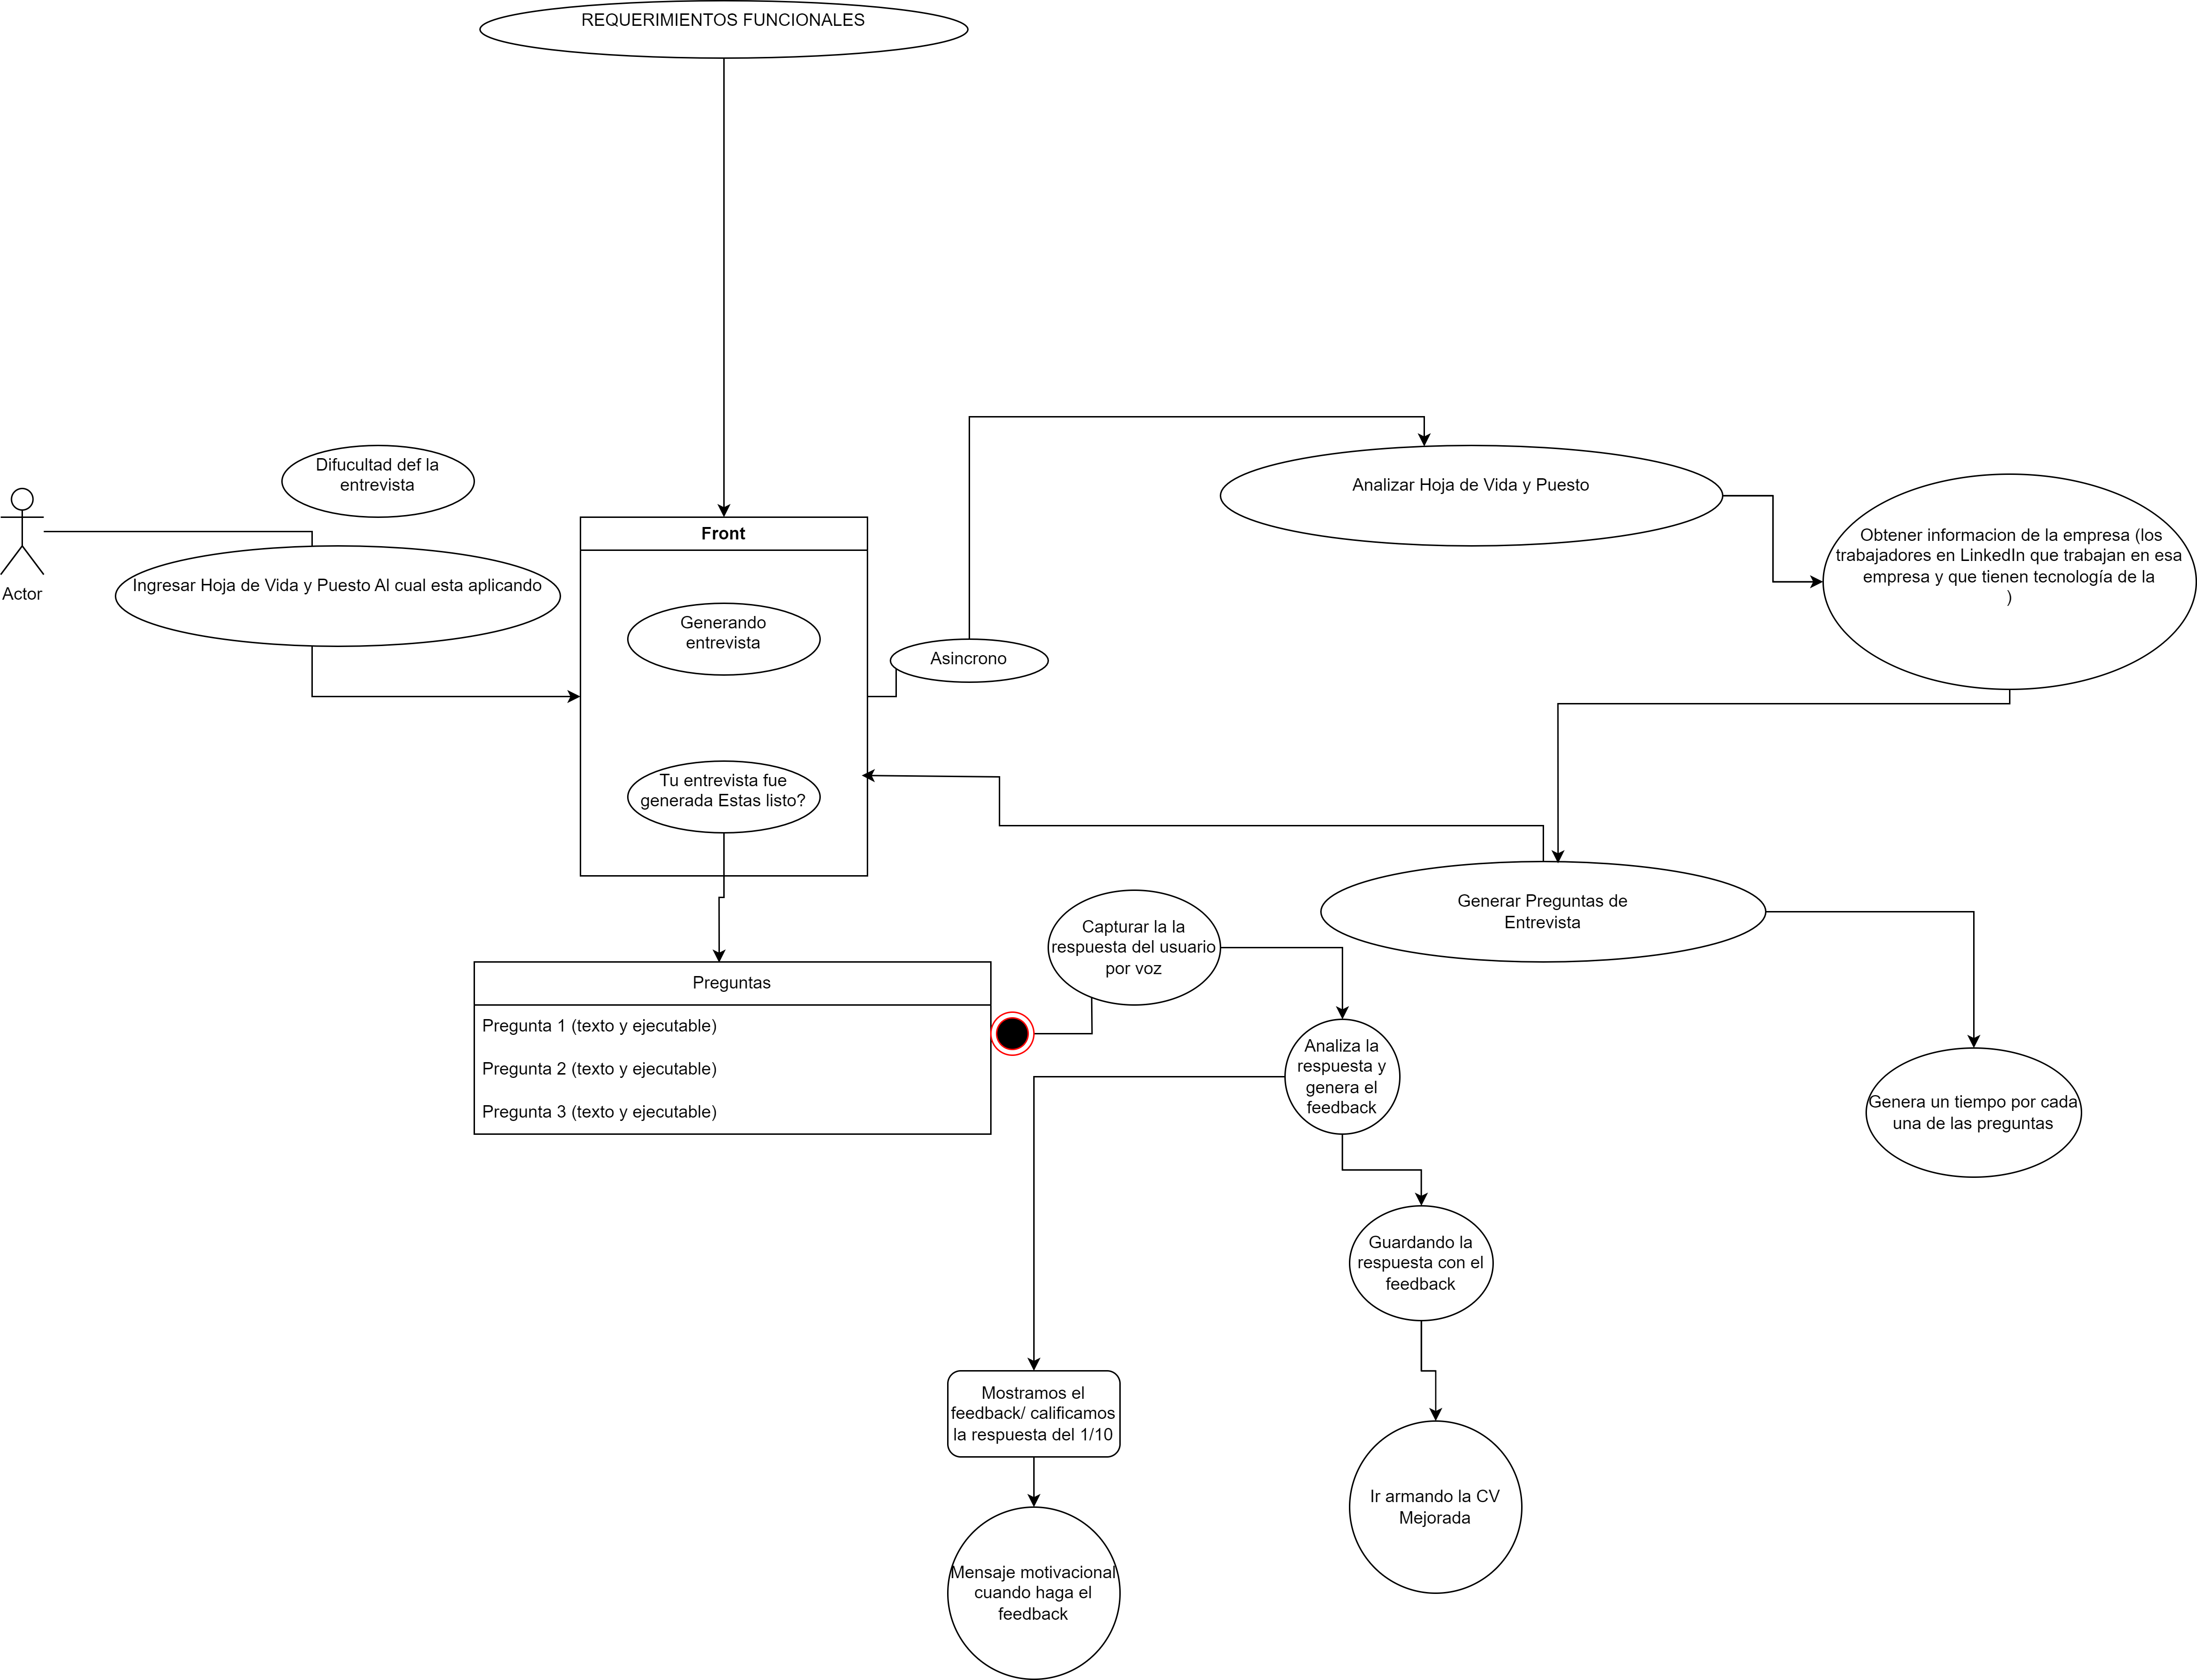 REQUERIMIENTOS FUNCIONALES
Difucultad def la
entrevista
Actor
Ingresar Hoja de Vida y Puesto Al cual esta aplicando
Front
Generando
entrevista
Tu entrevista fue
generada Estas listo?
Asincrono
Analizar Hoja de Vida y Puesto
Obtener informacion de la empresa (los
trabajadores en LinkedIn que trabajan en esa
empresa y que tienen tecnología de la
)
Generar Preguntas de
Entrevista
Genera un tiempo por cada
una de las preguntas
Preguntas
Pregunta 1 (texto y ejecutable)
Pregunta 2 (texto y ejecutable)
Pregunta 3 (texto y ejecutable)
Capturar la la
respuesta del usuario
por voz
Analiza la
respuesta y
genera el
feedback
Guardando la
respuesta con el
feedback
Ir armando la CV
Mejorada
Mostramos el
feedback/ calificamos
la respuesta del 1/10
Mensaje motivacional
cuando haga el
feedback